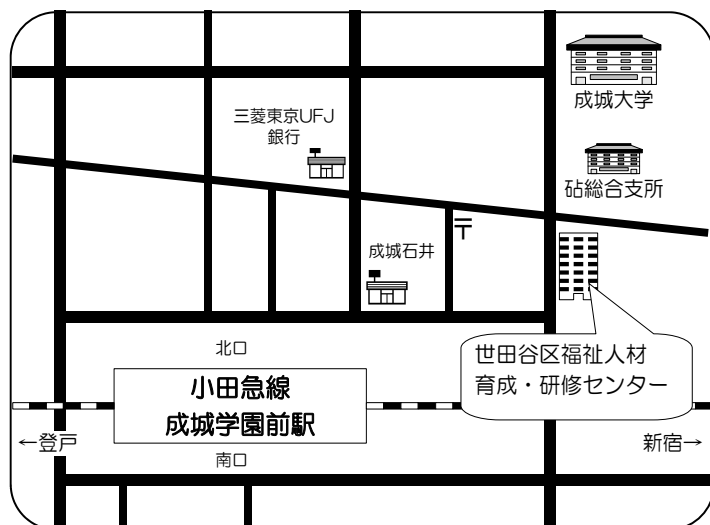 成城大学
三菱東京UFJ
銀行
砧総合支所
〒
成城石井
北口
世田谷区福祉人材
育成・研修センター
小田急線
成城学園前駅
←登戸
新宿→
南口